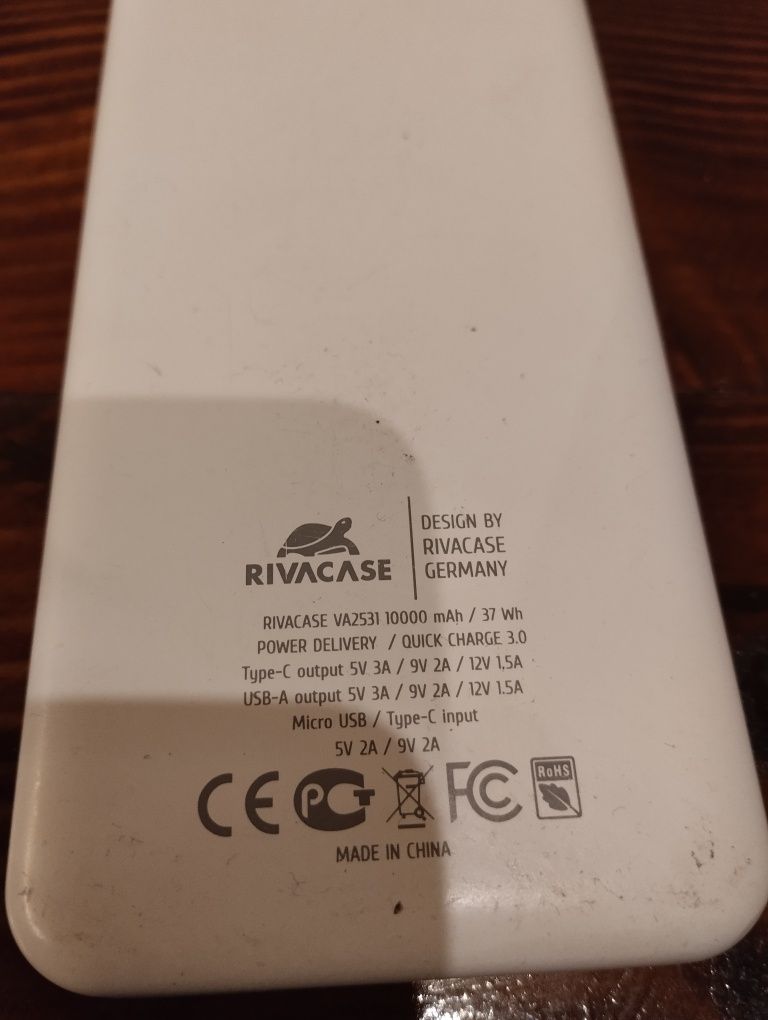 RIVACASE
DESIGN BY
RIVACASE
GERMANY
RIVACASE VA2531 10000 mAh / 37 Wh
POWER DELIVERY / QUICK CHARGE 3.0
Type-C output 5V 3A / 9V 2A / 12V 1,5A
USB-A output 5V 3A / 9V 2A / 12V 1.5A
Micro USB / Type-C input
5V 2A / 9V 2A
CE PCT FC RoHS
MADE IN CHINA